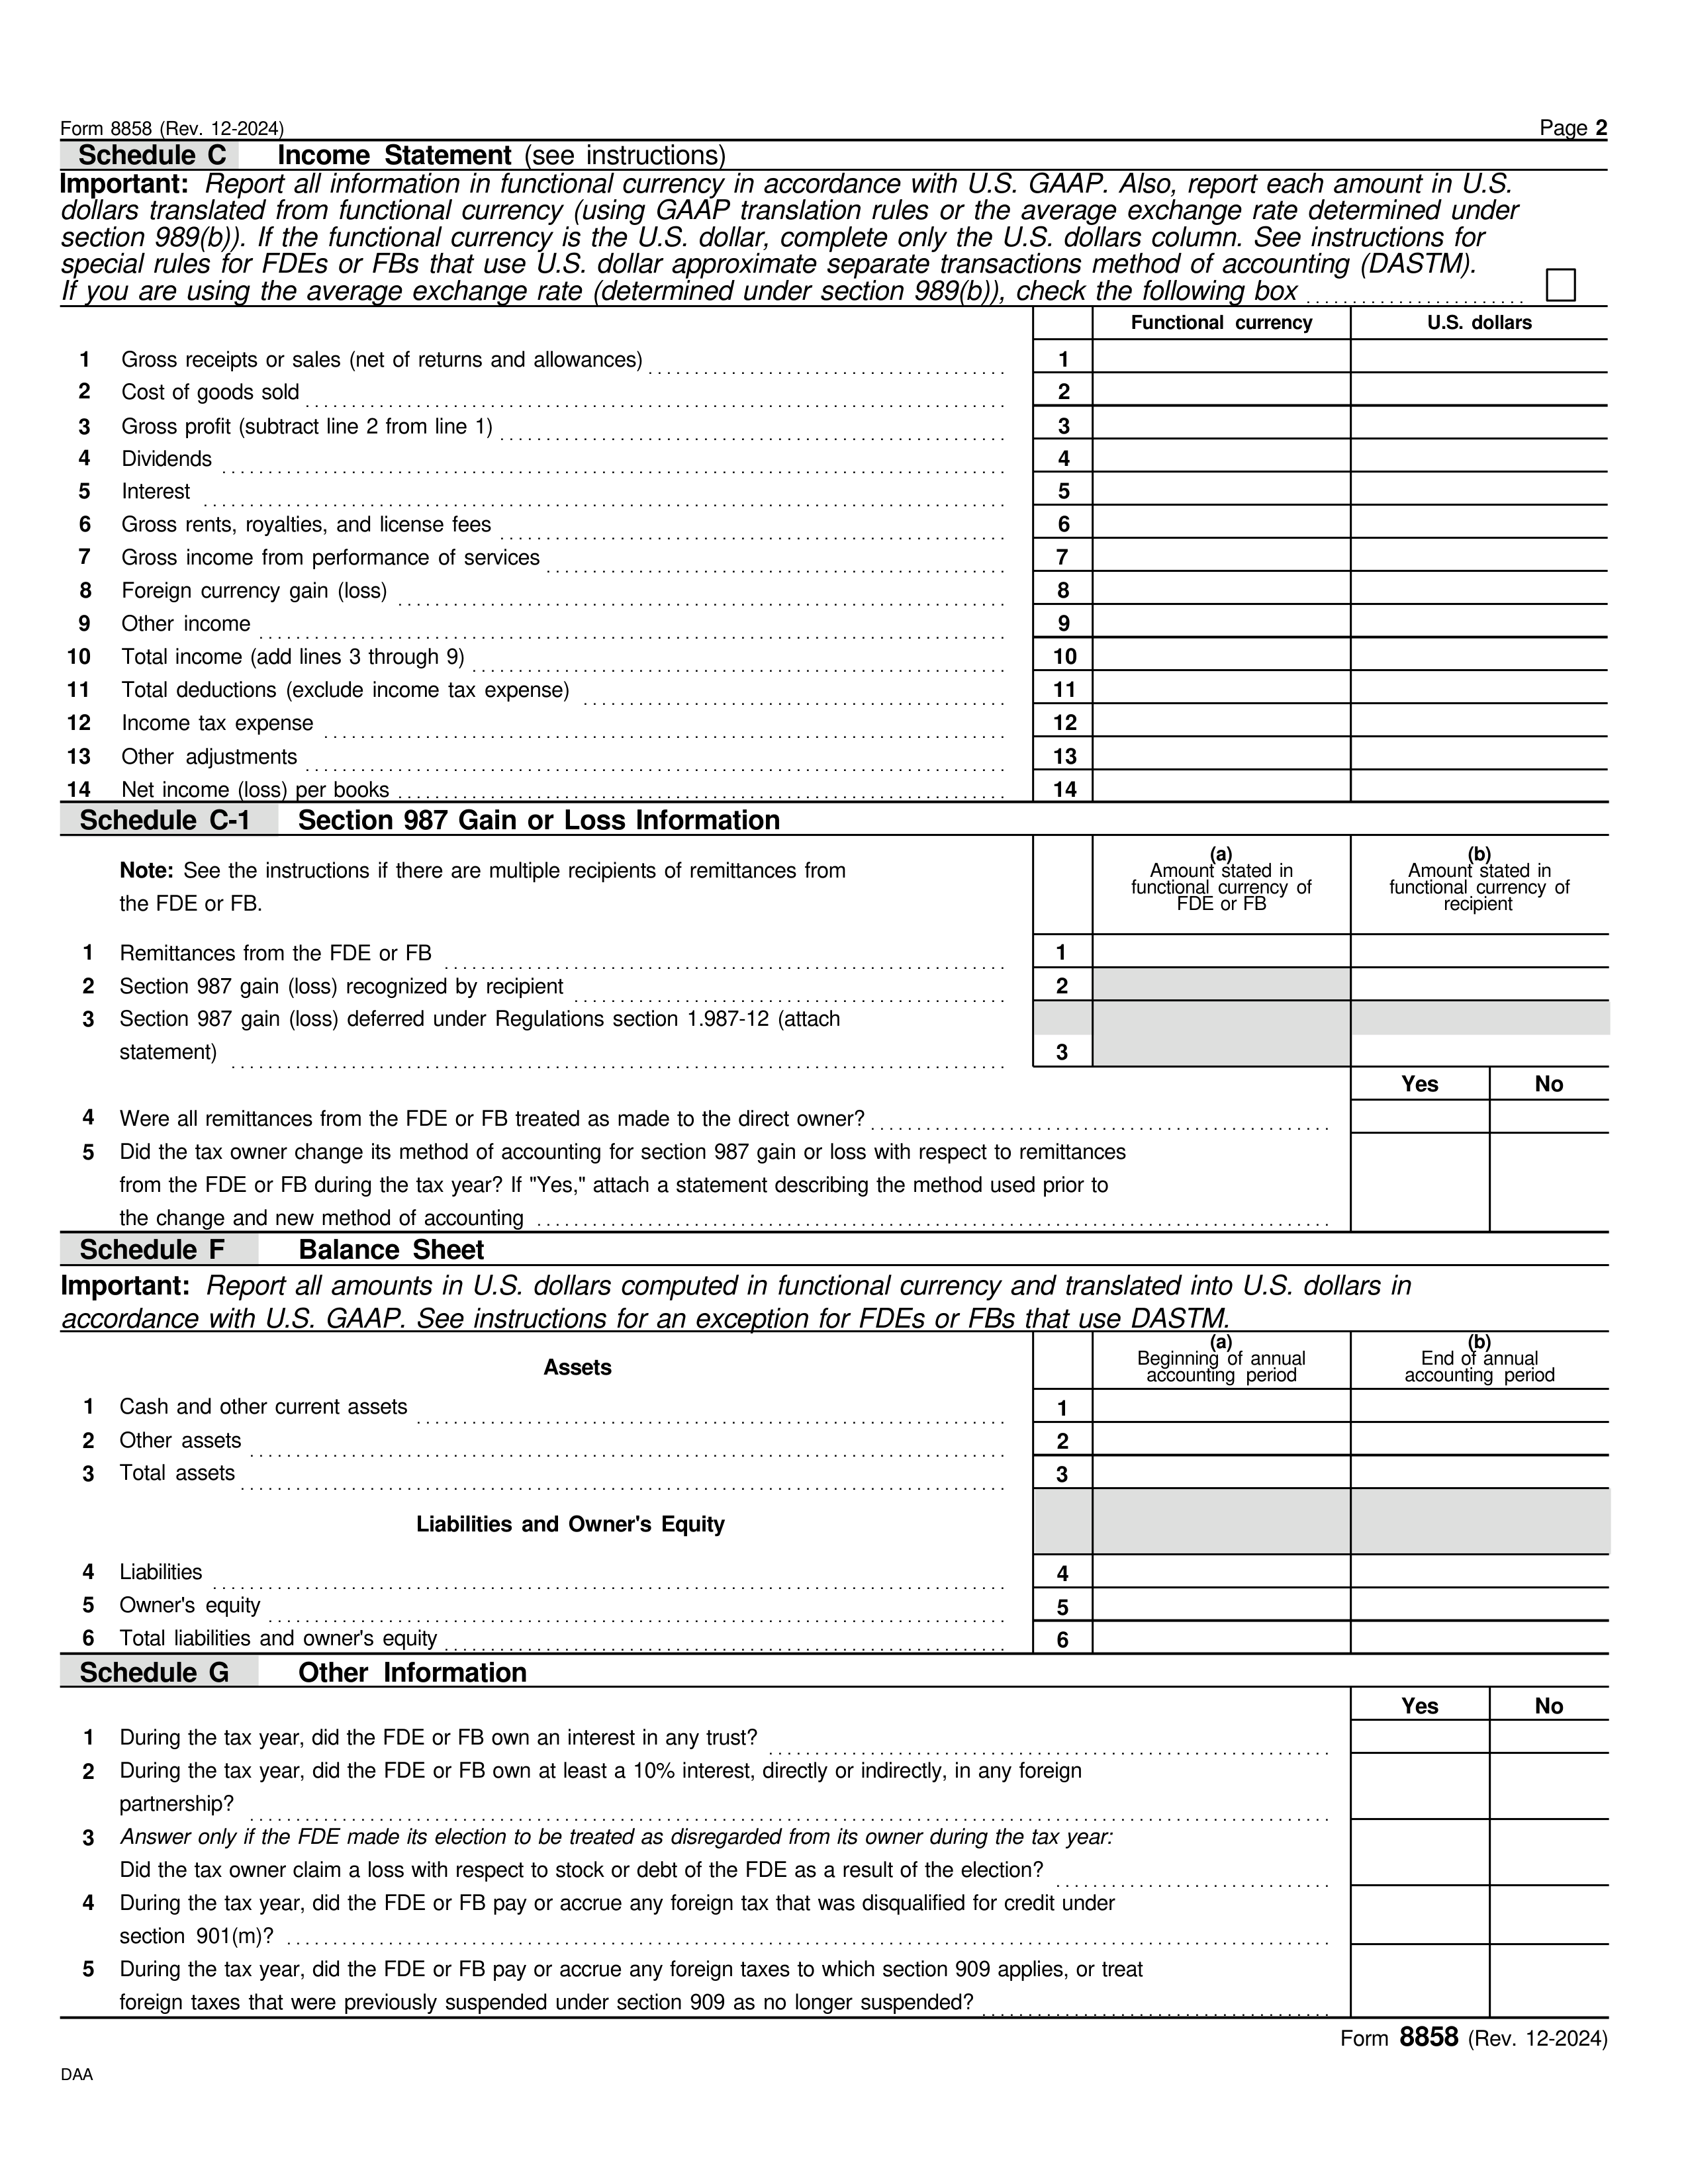 Form 8858 (Rev. 12-2024) Page 2
Schedule C Income Statement (see instructions)
Important: Report all information in functional currency in accordance with U.S. GAAP. Also, report each amount in U.S.
dollars translated from functional currency (using GAAP translation rules or the average exchange rate determined under
section 989(b)). If the functional currency is the U.S. dollar, complete only the U.S. dollars column. See instructions for
special rules for FDEs or FBs that use U.S. dollar approximate separate transactions method of accounting (DASTM).
If you are using the average exchange rate (determined under section 989(b)), check the following box
Functional currency U.S. dollars
1 Gross receipts or sales (net of returns and allowances) 1
2 Cost of goods sold 2
3 Gross profit (subtract line 2 from line 1) 3
4 Dividends 4
5 Interest 5
6 Gross rents, royalties, and license fees 6
7 Gross income from performance of services 7
8 Foreign currency gain (loss) 8
9 Other income 9
10 Total income (add lines 3 through 9) 10
11 Total deductions (exclude income tax expense) 11
12 Income tax expense 12
13 Other adjustments 13
14 Net income (loss) per books 14
Schedule C-1 Section 987 Gain or Loss Information
Note: See the instructions if there are multiple recipients of remittances from
the FDE or FB.
(a)
Amount stated in
functional currency of
FDE or FB
(b)
Amount stated in
functional currency of
recipient
1 Remittances from the FDE or FB 1
2 Section 987 gain (loss) recognized by recipient 2
3 Section 987 gain (loss) deferred under Regulations section 1.987-12 (attach
statement) 3
Yes No
4 Were all remittances from the FDE or FB treated as made to the direct owner?
5 Did the tax owner change its method of accounting for section 987 gain or loss with respect to remittances
from the FDE or FB during the tax year? If "Yes," attach a statement describing the method used prior to
the change and new method of accounting
Schedule F Balance Sheet
Important: Report all amounts in U.S. dollars computed in functional currency and translated into U.S. dollars in
accordance with U.S. GAAP. See instructions for an exception for FDEs or FBs that use DASTM.
Assets
(a)
Beginning of annual
accounting period
(b)
End of annual
accounting period
1 Cash and other current assets 1
2 Other assets 2
3 Total assets 3
Liabilities and Owner's Equity
4 Liabilities 4
5 Owner's equity 5
6 Total liabilities and owner's equity 6
Schedule G Other Information
Yes No
1 During the tax year, did the FDE or FB own an interest in any trust?
2 During the tax year, did the FDE or FB own at least a 10% interest, directly or indirectly, in any foreign
partnership?
3 Answer only if the FDE made its election to be treated as disregarded from its owner during the tax year:
Did the tax owner claim a loss with respect to stock or debt of the FDE as a result of the election?
4 During the tax year, did the FDE or FB pay or accrue any foreign tax that was disqualified for credit under
section 901(m)?
5 During the tax year, did the FDE or FB pay or accrue any foreign taxes to which section 909 applies, or treat
foreign taxes that were previously suspended under section 909 as no longer suspended?
Form 8858 (Rev. 12-2024)
DAA